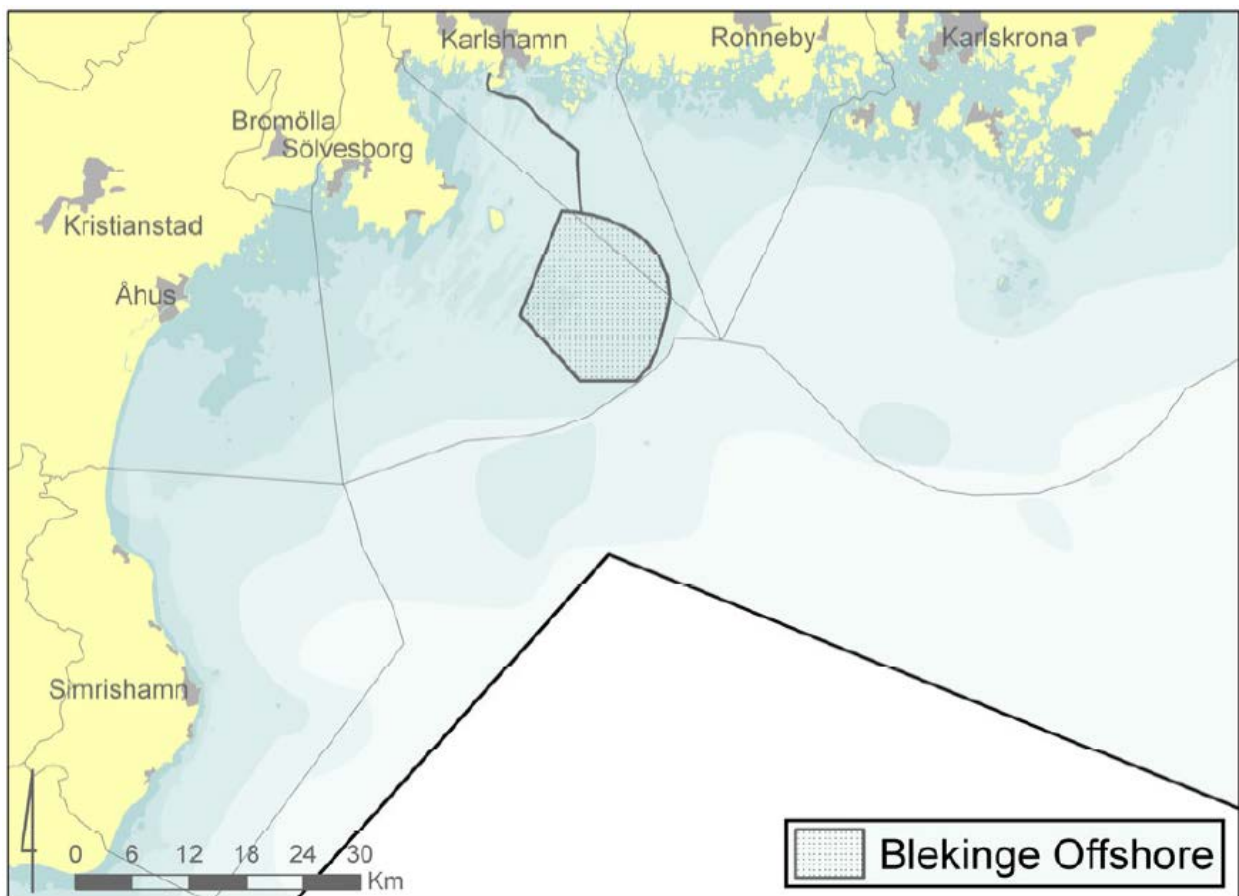 Karlshamn
Ronneby
Karlskrona
Bromölla
Sölvesborg
Kristianstad
Åhus
Simrishamn
0 6 12 18 24 30
Km
Blekinge Offshore